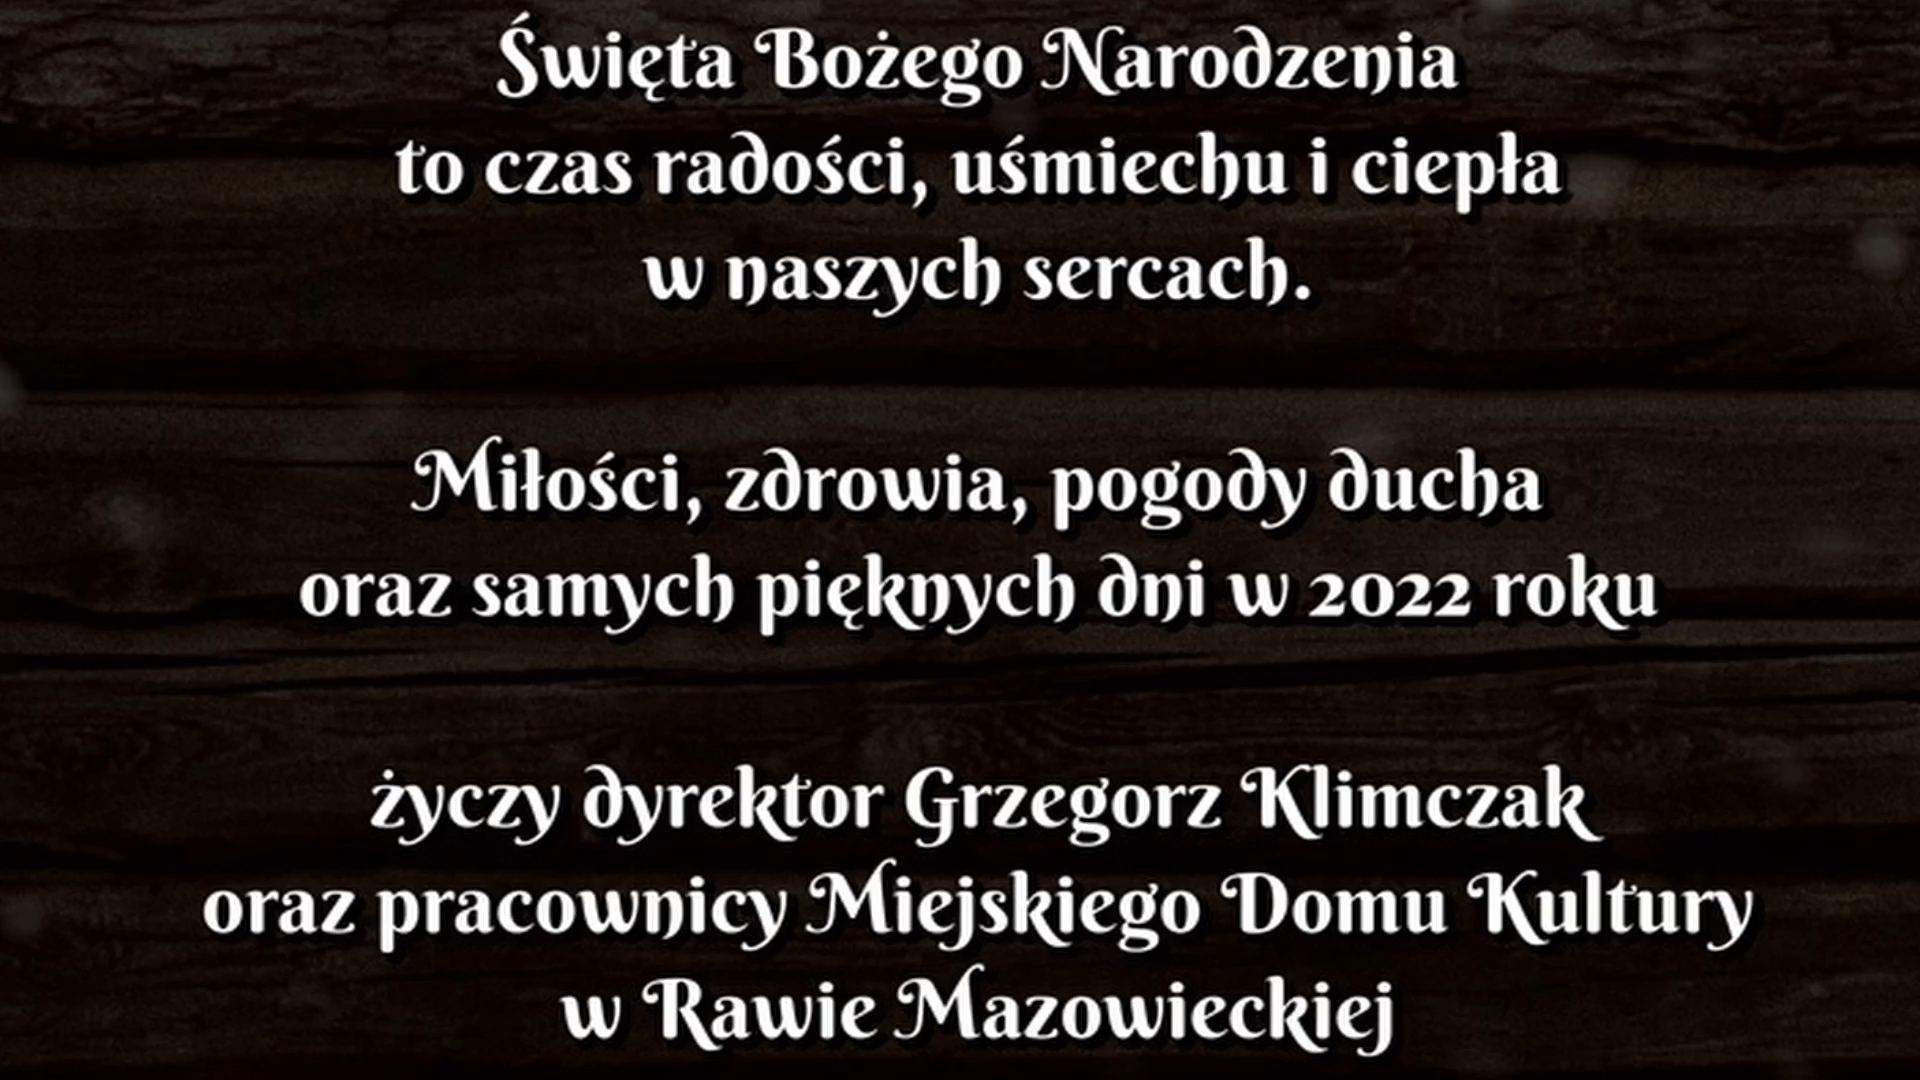 Święta Bożego Narodzenia
to czas radości, uśmiechu i ciepła
w naszych sercach.
Miłości, zdrowia, pogody ducha
oraz samych pięknych dni w 2022 roku
życzy dyrektor Grzegorz Klimczak
oraz pracownicy Miejskiego Domu Kultury
w Rawie Mazowieckiej